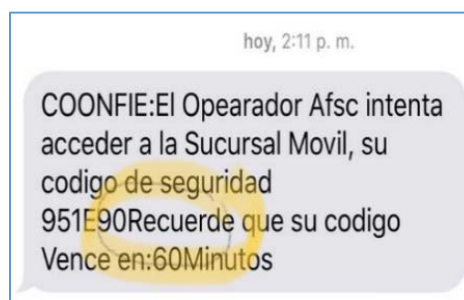 hoy, 2:11 p. m.
COONFIE:El Opearador Afsc intenta
acceder a la Sucursal Movil, su
codigo de seguridad
951E90Recuerde que su codigo
Vence en:60Minutos